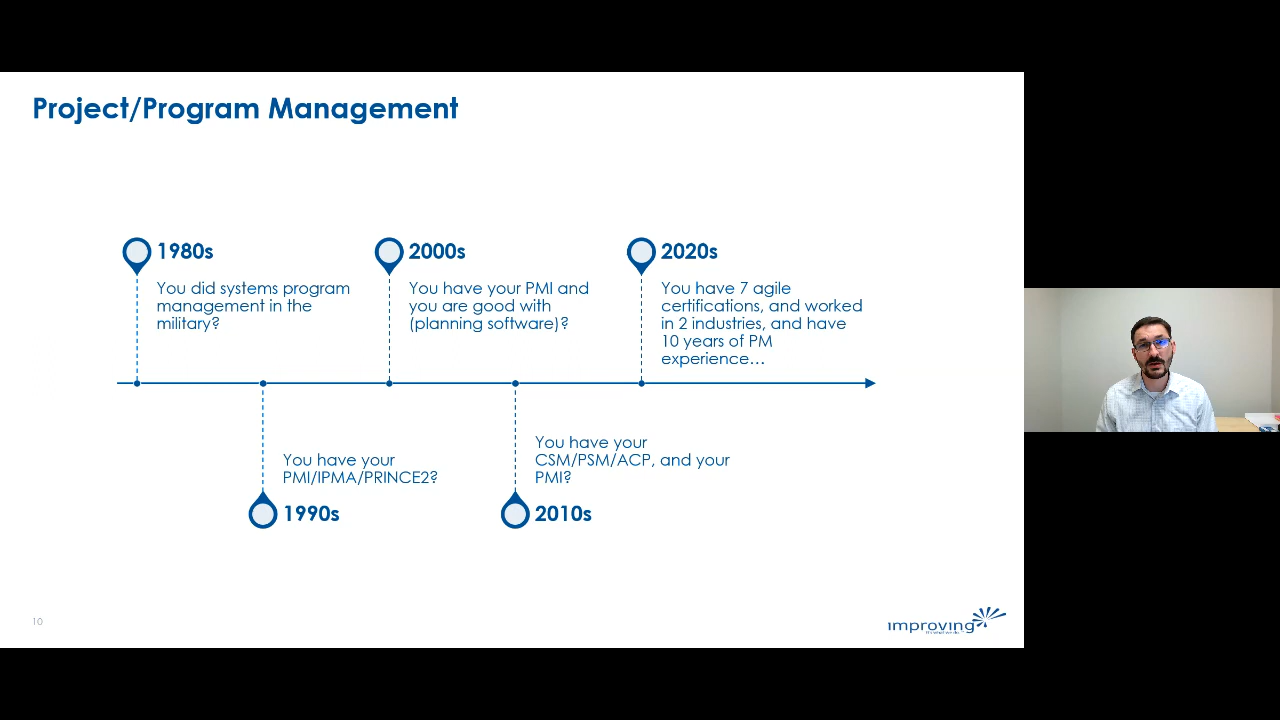 Project/Program Management
1980s
You did systems program
management in the
military?
2000s
You have your PMI and
you are good with
(planning software)?
2020s
You have 7 agile
certifications, and worked
in 2 industries, and have
10 years of PM
experience…
You have your
PMI/IPMA/PRINCE2?
1990s
You have your
CSM/PSM/ACP, and your
PMI?
2010s
10
improving